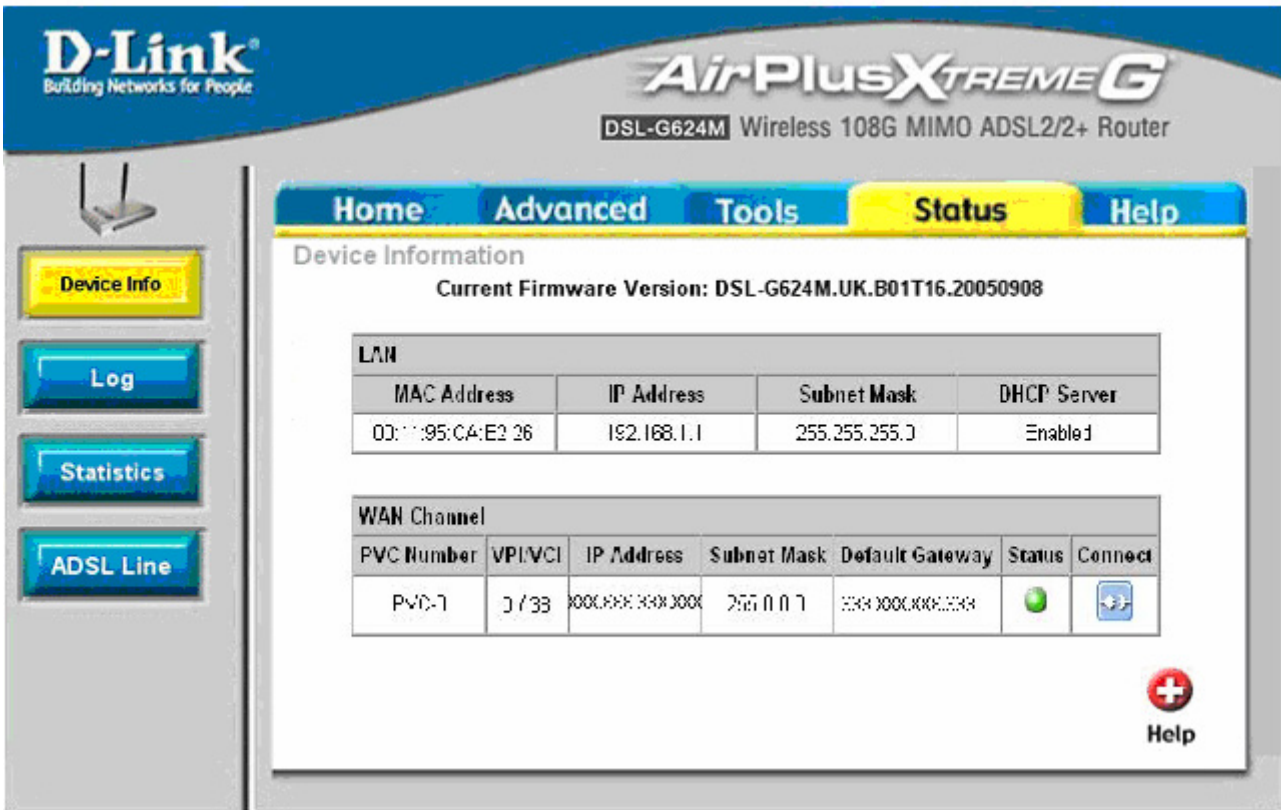 D-Link
Building Networks for People
AirPlusXTREMEG
DSL-G624M Wireless 108G MIMO ADSL2/2+ Router
Home Advanced Tools Status Help
Device Info
Log
Statistics
ADSL Line
Device Information
Current Firmware Version: DSL-G624M.UK.B01T16.20050908
LAN
MAC Address IP Address Subnet Mask DHCP Server
192.168.1.1 255.255.255.0 Enabled
WAN Channel
PVC Number VPI/VCI IP Address Subnet Mask Default Gateway Status Connect
PVC-0 0 / 38 255.0.0.0
Help